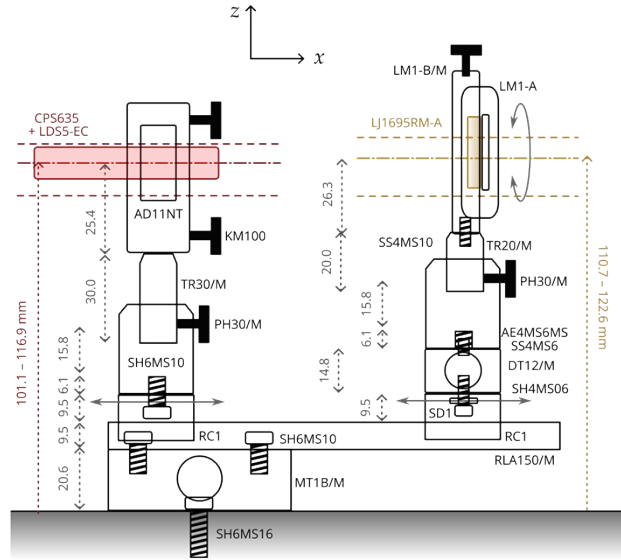 z
x
LM1-B/M
LM1-A
CPS635
+ LDS5-EC
LJ1695RM-A
AD11NT
KM100
25.4
26.3
SS4MS10
TR20/M
TR30/M
30.0
20.0
PH30/M
PH30/M
15.8
15.8
6.1
AE4MS6MS
SS4MS6
SH6MS10
DT12/M
14.8
SH4MS06
6.1
9.5
9.5
SD1
RC1
RC1
9.5
SH6MS10
RLA150/M
20.6
MT1B/M
SH6MS16
101.1 – 116.9 mm
110.7 – 122.6 mm